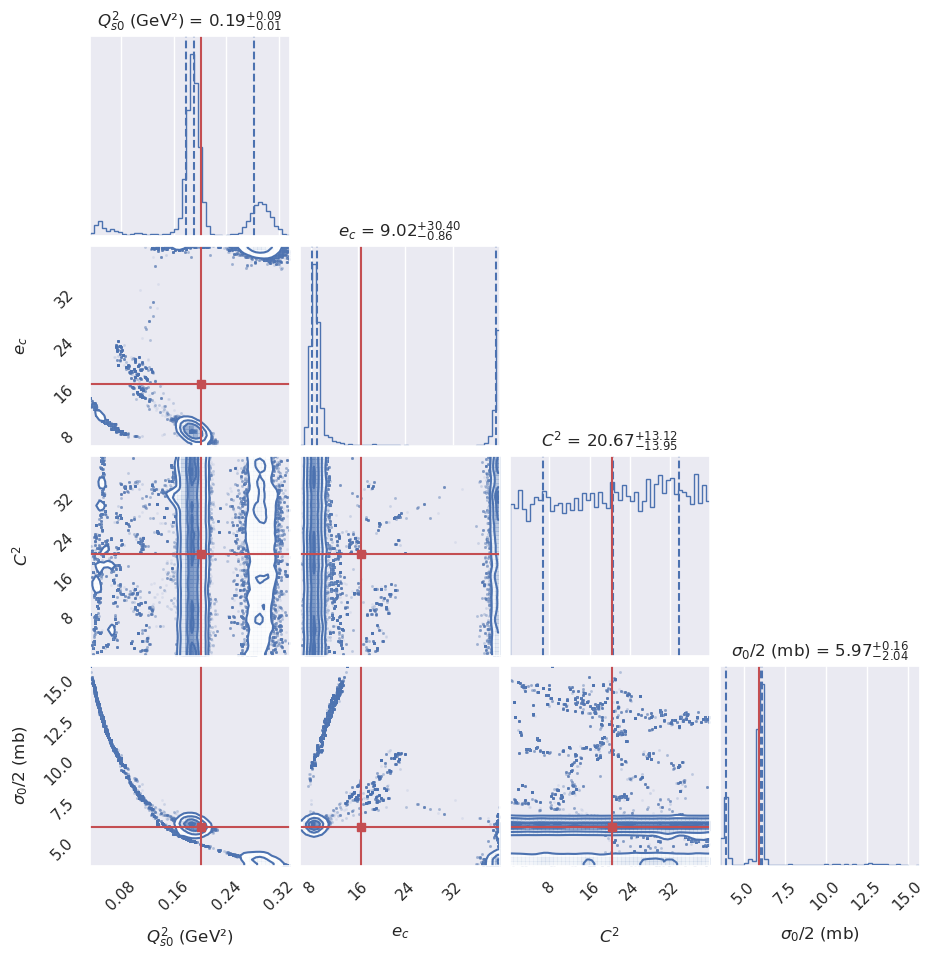 Q²ₛ₀ (GeV²) = 0.19⁺⁰·⁰⁹₋₀.₀₁
e_c = 9.02⁺³⁰·⁴⁰₋₀.₈₆
32
24
16
8
e_c
C² = 20.67⁺¹³·¹²₋₁₃.₉₅
32
24
16
8
C²
σ₀/2 (mb) = 5.97⁺⁰·¹⁶₋₂.₀₄
15.0
12.5
10.0
7.5
5.0
σ₀/2 (mb)
0.08 0.16 0.24 0.32
8 16 24 32
8 16 24 32
5.0 7.5 10.0 12.5 15.0
Q²ₛ₀ (GeV²)
e_c
C²
σ₀/2 (mb)